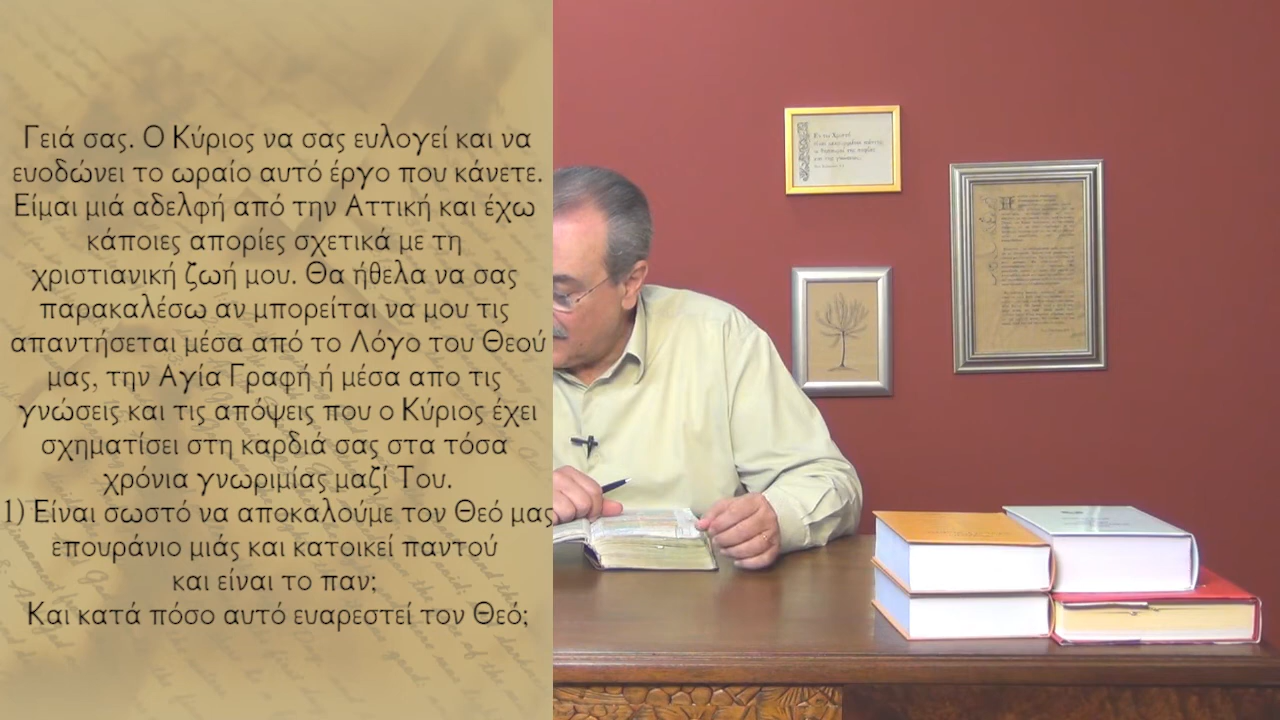 Γειά σας. Ο Κύριος να σας ευλογεί και να
ευοδώνει το ωραίο αυτό έργο που κάνετε.
Είμαι μιά αδελφή από την Αττική και έχω
κάποιες απορίες σχετικά με τη
χριστιανική ζωή μου. Θα ήθελα να σας
παρακαλέσω αν μπορείται να μου τις
απαντήσεται μέσα από το Λόγο του Θεού
μας, την Αγία Γραφή ή μέσα απο τις
γνώσεις και τις απόψεις που ο Κύριος έχει
σχηματίσει στη καρδιά σας στα τόσα
χρόνια γνωριμίας μαζί Του.
1) Είναι σωστό να αποκαλούμε τον Θεό μας
επουράνιο μιάς και κατοικεί παντού
και είναι το παν;
Και κατά πόσο αυτό ευαρεστεί τον Θεό;